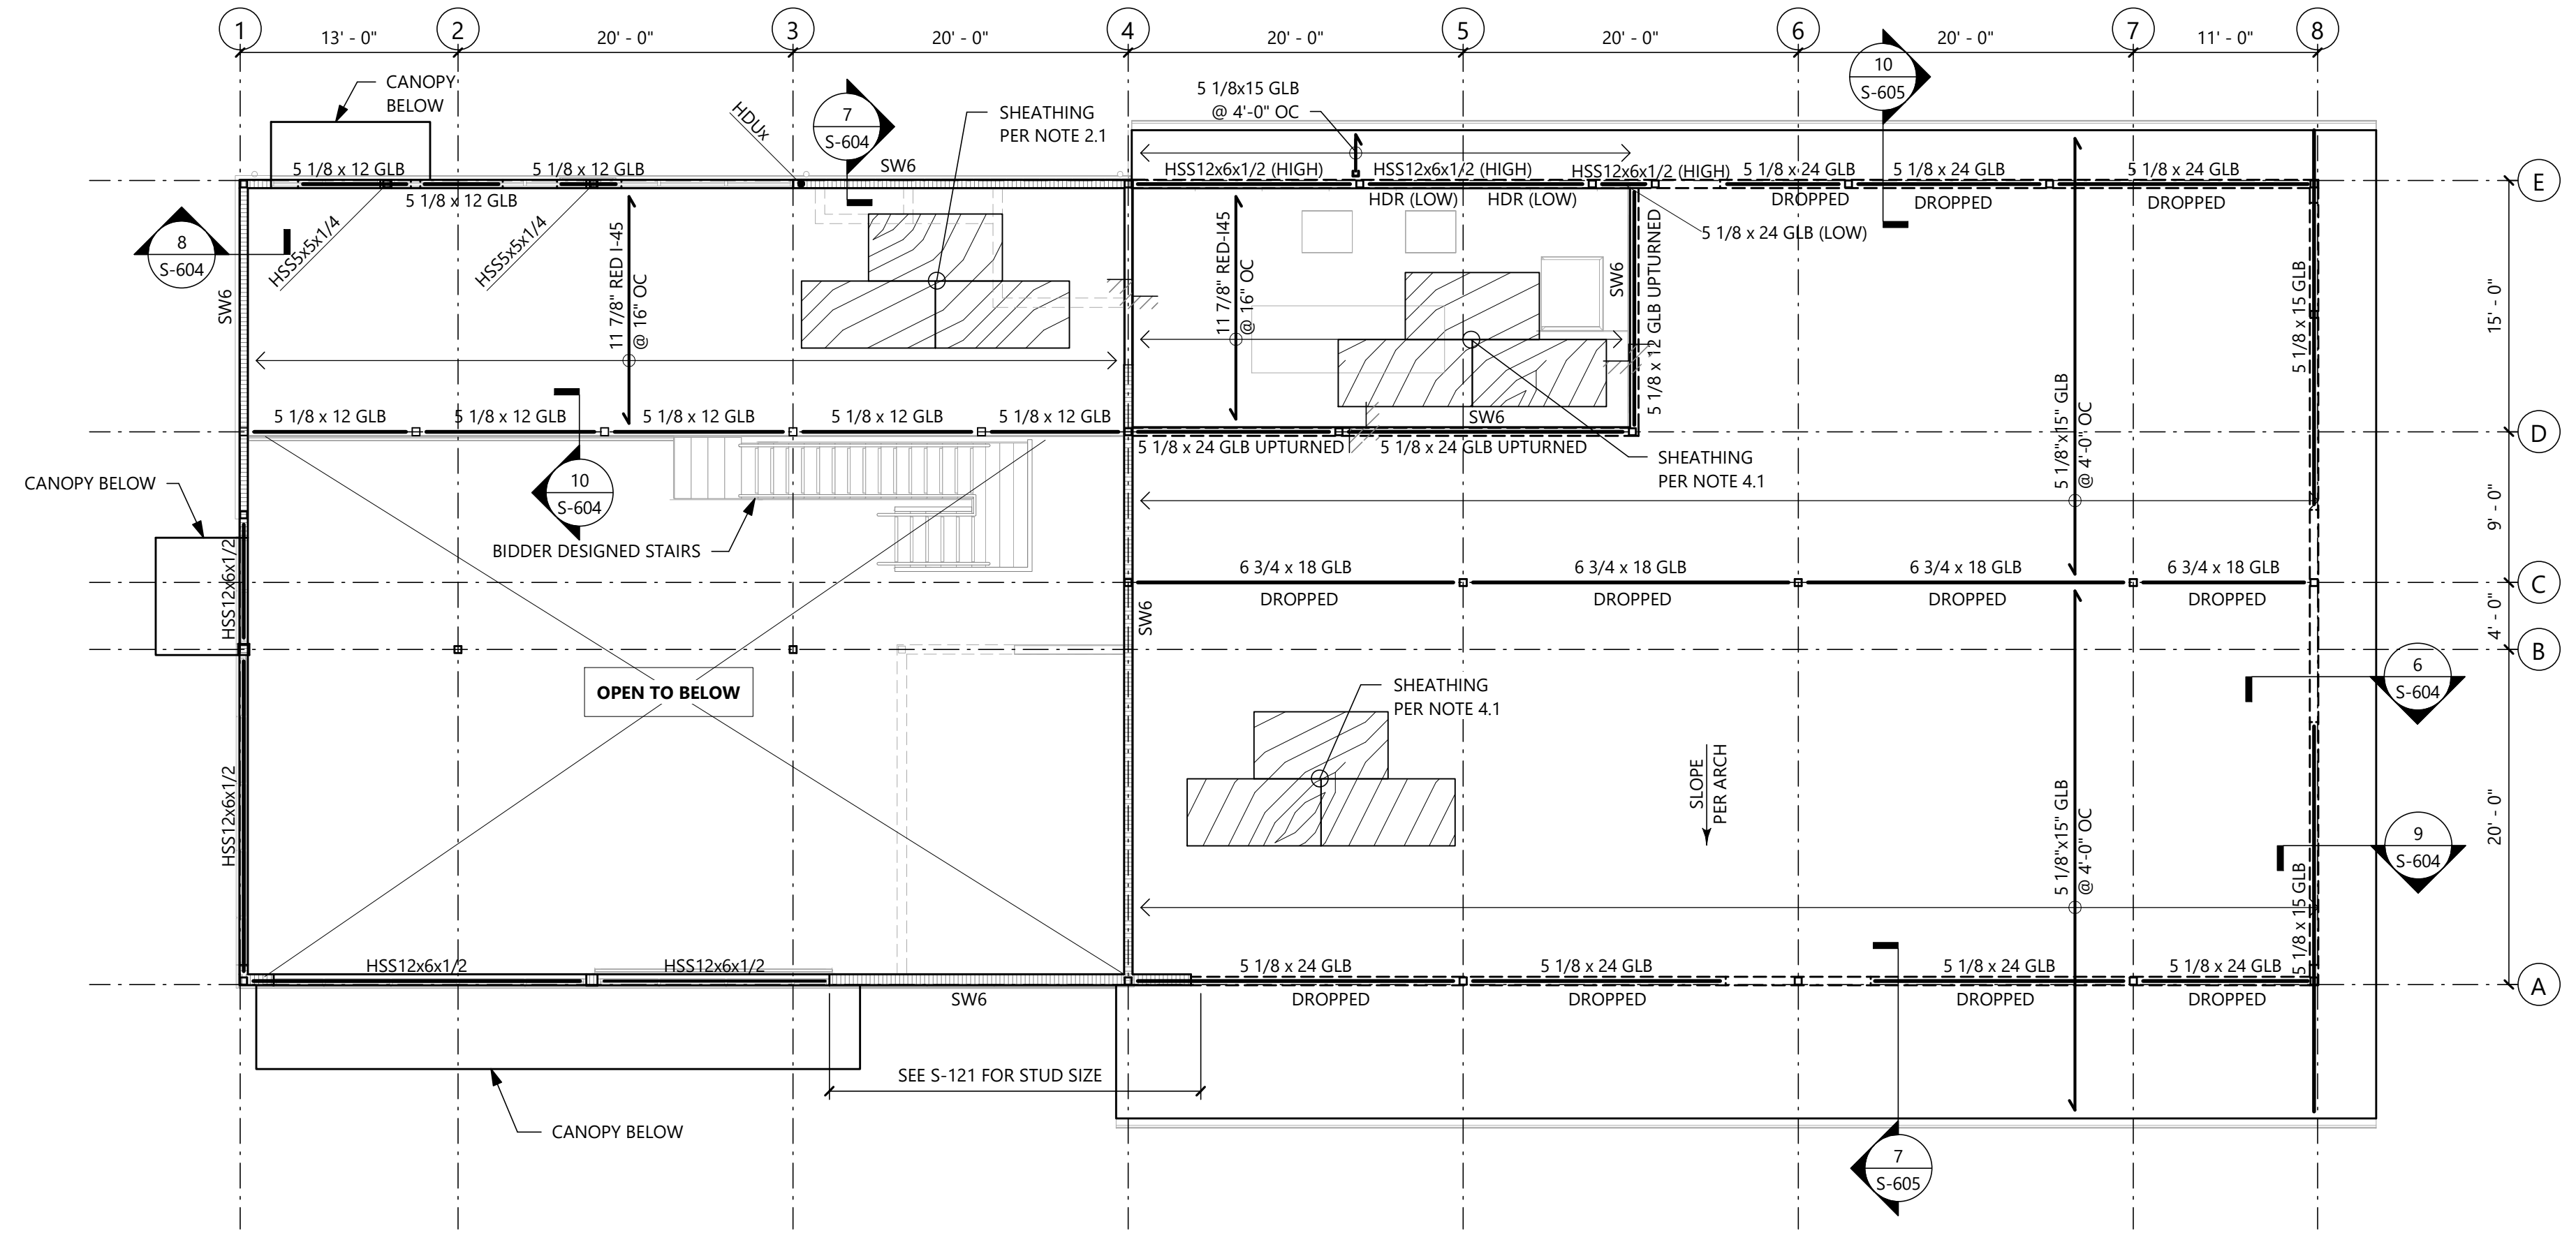 1
2
3
4
5
6
7
8
13' - 0"
20' - 0"
20' - 0"
20' - 0"
20' - 0"
20' - 0"
11' - 0"
CANOPY
BELOW
HDUx
7
S-604
SW6
SHEATHING
PER NOTE 2.1
5 1/8x15 GLB
@ 4'-0" OC
10
S-605
5 1/8 x 12 GLB
5 1/8 x 12 GLB
5 1/8 x 12 GLB
HSS12x6x1/2 (HIGH)
HSS12x6x1/2 (HIGH)
HSS12x6x1/2 (HIGH)
HDR (LOW)
HDR (LOW)
5 1/8 x 24 GLB
DROPPED
5 1/8 x 24 GLB
DROPPED
5 1/8 x 24 GLB
DROPPED
E
8
S-604
HSS5x5x1/4
HSS5x5x1/4
SW6
11 7/8" RED I-45
@ 16" OC
11 7/8" RED-I45
@ 16" OC
SW6
5 1/8 x 12 GLB UPTURNED
5 1/8 x 24 GLB (LOW)
5 1/8 x 15 GLB
15' - 0"
5 1/8 x 12 GLB
5 1/8 x 12 GLB
5 1/8 x 12 GLB
5 1/8 x 12 GLB
5 1/8 x 12 GLB
SW6
5 1/8 x 24 GLB UPTURNED
5 1/8 x 24 GLB UPTURNED
SHEATHING
PER NOTE 4.1
5 1/8"x15" GLB
@ 4'-0" OC
D
CANOPY BELOW
10
S-604
BIDDER DESIGNED STAIRS
9' - 0"
HSS12x6x1/2
6 3/4 x 18 GLB
DROPPED
6 3/4 x 18 GLB
DROPPED
6 3/4 x 18 GLB
DROPPED
6 3/4 x 18 GLB
DROPPED
C
SW6
4' - 0"
B
OPEN TO BELOW
SHEATHING
PER NOTE 4.1
6
S-604
SLOPE
PER ARCH
HSS12x6x1/2
5 1/8"x15" GLB
@ 4'-0" OC
20' - 0"
9
S-604
5 1/8 x 15 GLB
HSS12x6x1/2
HSS12x6x1/2
SW6
5 1/8 x 24 GLB
DROPPED
5 1/8 x 24 GLB
DROPPED
5 1/8 x 24 GLB
DROPPED
5 1/8 x 24 GLB
DROPPED
A
SEE S-121 FOR STUD SIZE
CANOPY BELOW
7
S-605